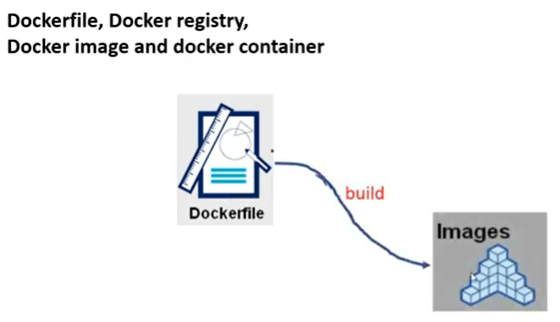 Dockerfile, Docker registry,
Docker image and docker container
Dockerfile
build
Images